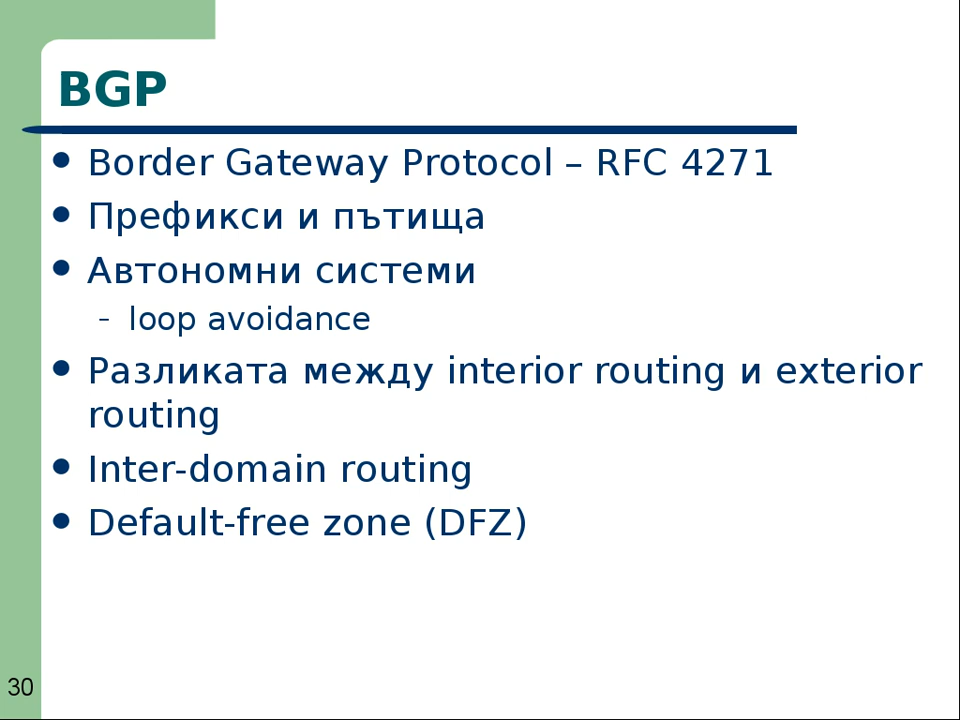 BGP
Border Gateway Protocol – RFC 4271
Префикси и пътища
Автономни системи
– loop avoidance
Разликата между interior routing и exterior
routing
Inter-domain routing
Default-free zone (DFZ)
30